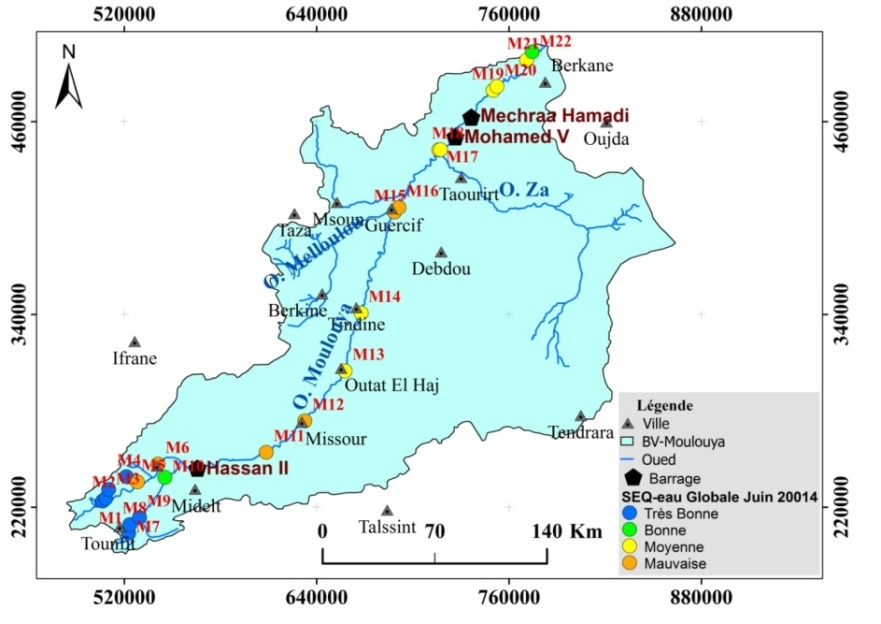 520000 640000 760000 880000
N
M21 M22
Berkane
M19 M20
Mechraa Hamadi
460000 460000
Oujda
Mohamed V
M17
Taourirt
O. Za
M15 M16
Msoun
Guercif
Taza
O. Melloulou
Debdou
M14
Berkine
Tindine
340000 340000
O. Moulouya
Ifrane
M13
Outat El Haj
M12
Missour
M11
Tendrara
M6
M4 M5
M10
Hassan II
M2 M3
M9
Midelt
M8
M1
M7
220000 220000
Tounfit
Talssint
0 70 140 Km
Légende
Ville
BV-Moulouya
Oued
Barrage
SEQ-eau Globale Juin 20014
Très Bonne
Bonne
Moyenne
Mauvaise
520000 640000 760000 880000